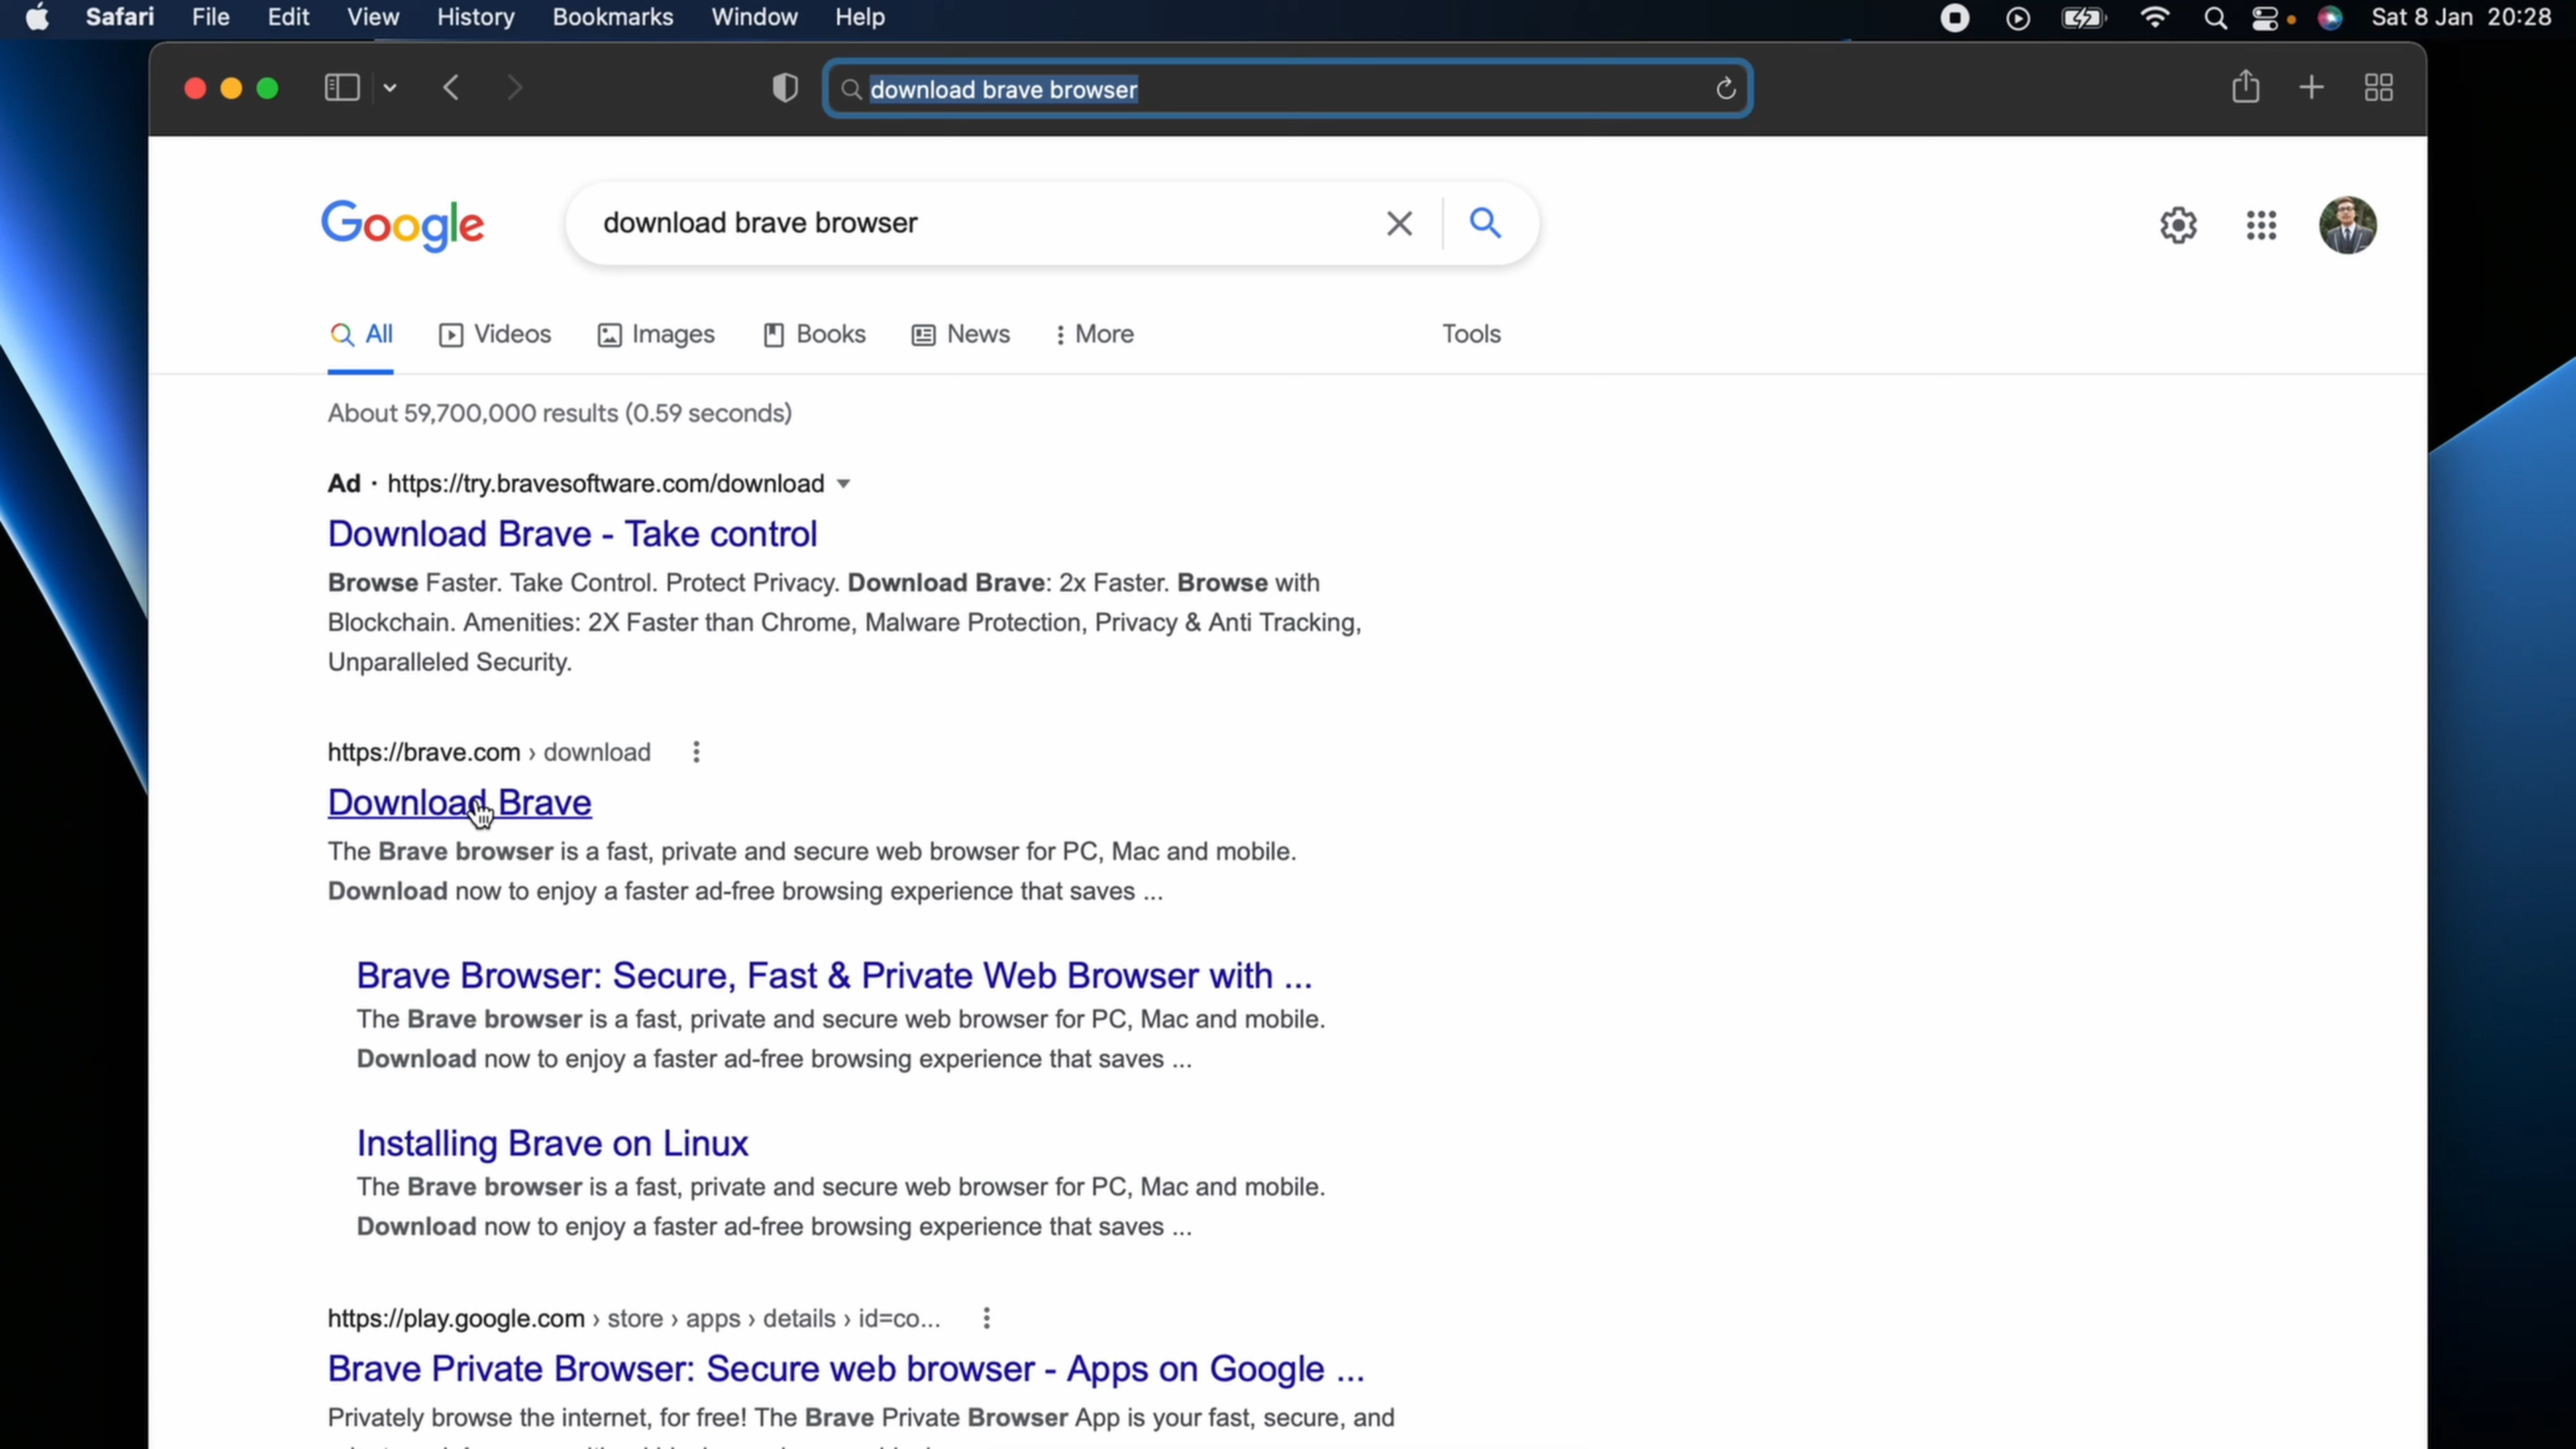 Safari File Edit View History Bookmarks Window Help Sat 8 Jan 20:28
download brave browser
Google download brave browser
All Videos Images Books News More Tools
About 59,700,000 results (0.59 seconds)
Ad · https://try.bravesoftware.com/download
Download Brave - Take control
Browse Faster. Take Control. Protect Privacy. Download Brave: 2x Faster. Browse with
Blockchain. Amenities: 2X Faster than Chrome, Malware Protection, Privacy & Anti Tracking,
Unparalleled Security.
https://brave.com › download
Download Brave
The Brave browser is a fast, private and secure web browser for PC, Mac and mobile.
Download now to enjoy a faster ad-free browsing experience that saves ...
Brave Browser: Secure, Fast & Private Web Browser with ...
The Brave browser is a fast, private and secure web browser for PC, Mac and mobile.
Download now to enjoy a faster ad-free browsing experience that saves ...
Installing Brave on Linux
The Brave browser is a fast, private and secure web browser for PC, Mac and mobile.
Download now to enjoy a faster ad-free browsing experience that saves ...
https://play.google.com › store › apps › details › id=co...
Brave Private Browser: Secure web browser - Apps on Google ...
Privately browse the internet, for free! The Brave Private Browser App is your fast, secure, and